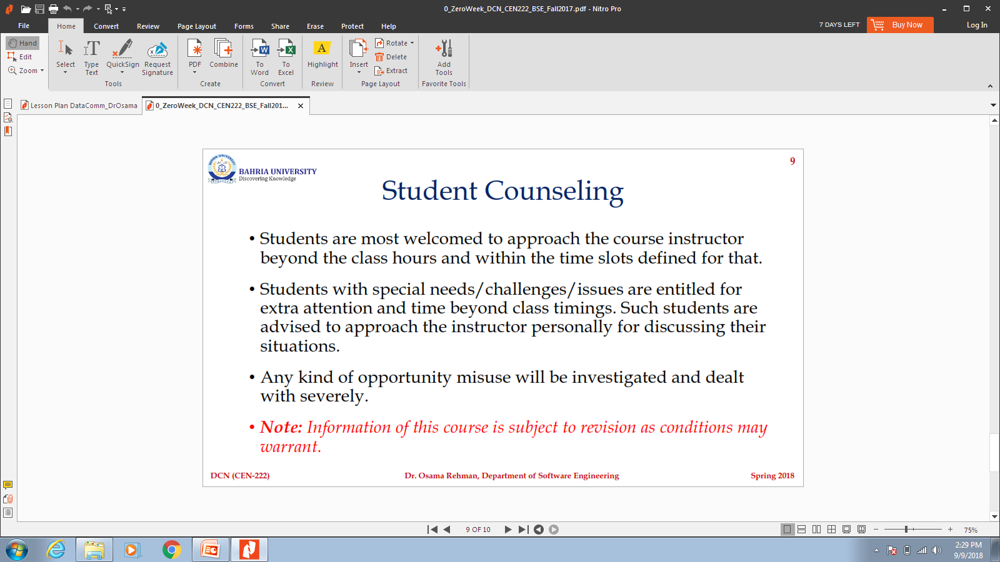 0_ZeroWeek_DCN_CEN222_BSE_Fall2017.pdf - Nitro Pro
File Home Convert Review Page Layout Forms Share Erase Protect Help 7 DAYS LEFT Buy Now Log In
Hand
Edit
Zoom
Select
Type Text
QuickSign
Request Signature
Tools
PDF
Combine
Create
To Word
To Excel
Convert
A
Highlight
Review
Insert
Rotate
Delete
Extract
Page Layout
Add Tools
Favorite Tools
Lesson Plan DataComm_DrOsama
0_ZeroWeek_DCN_CEN222_BSE_Fall201...
BAHRIA UNIVERSITY
Discovering Knowledge
9
Student Counseling
• Students are most welcomed to approach the course instructor
beyond the class hours and within the time slots defined for that.
• Students with special needs/challenges/issues are entitled for
extra attention and time beyond class timings. Such students are
advised to approach the instructor personally for discussing their
situations.
• Any kind of opportunity misuse will be investigated and dealt
with severely.
• Note: Information of this course is subject to revision as conditions may
warrant.
DCN (CEN-222) Dr. Osama Rehman, Department of Software Engineering Spring 2018
9 OF 10
75%
2:29 PM
9/9/2018